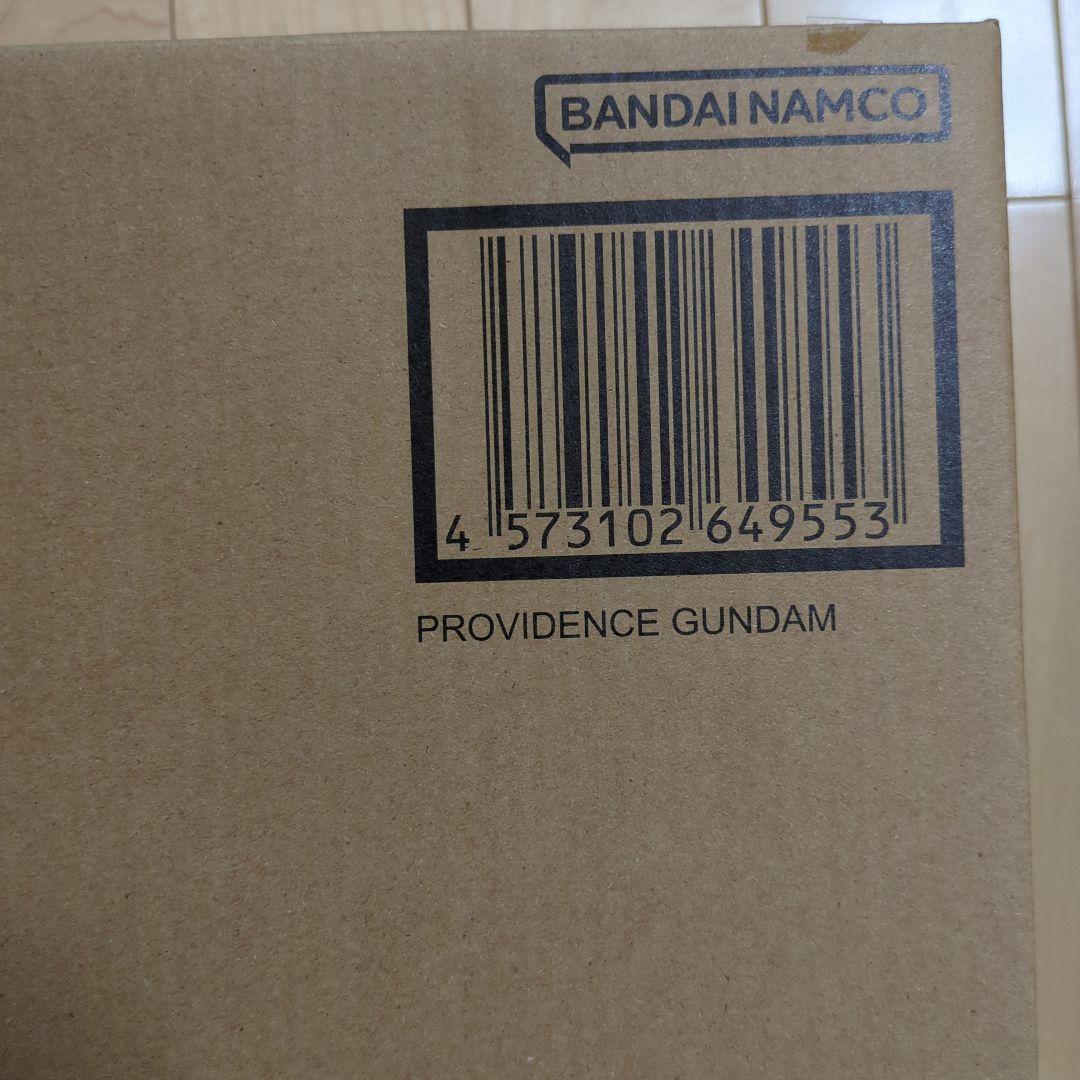 BANDAI NAMCO
4 573102 649553
PROVIDENCE GUNDAM